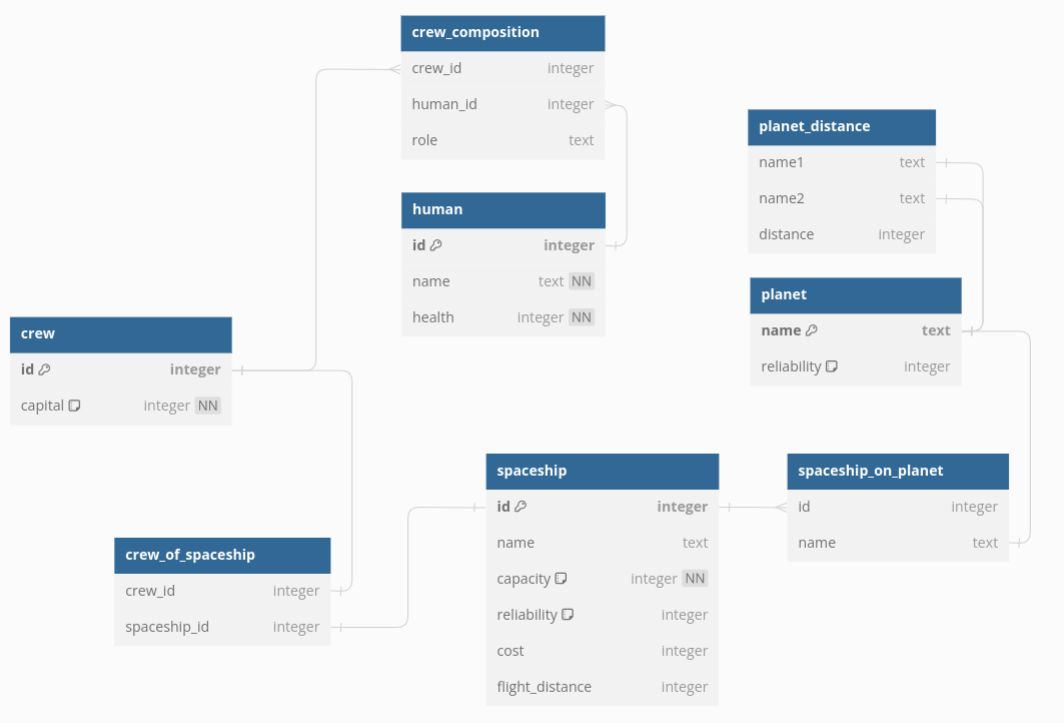 crew_composition
crew_id integer
human_id integer
role text
planet_distance
name1 text
name2 text
distance integer
human
id integer
name text NN
health integer NN
planet
name text
reliability integer
crew
id integer
capital integer NN
spaceship
id integer
name text
capacity integer NN
reliability integer
cost integer
flight_distance integer
spaceship_on_planet
id integer
name text
crew_of_spaceship
crew_id integer
spaceship_id integer